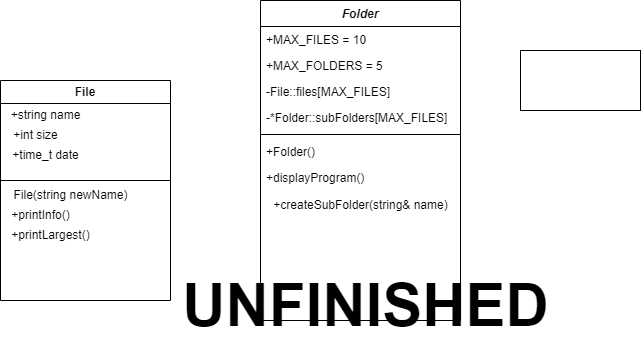 File
+string name
+int size
+time_t date
File(string newName)
+printInfo()
+printLargest()
Folder
+MAX_FILES = 10
+MAX_FOLDERS = 5
-File::files[MAX_FILES]
-*Folder::subFolders[MAX_FILES]
+Folder()
+displayProgram()
+createSubFolder(string& name)
UNFINISHED